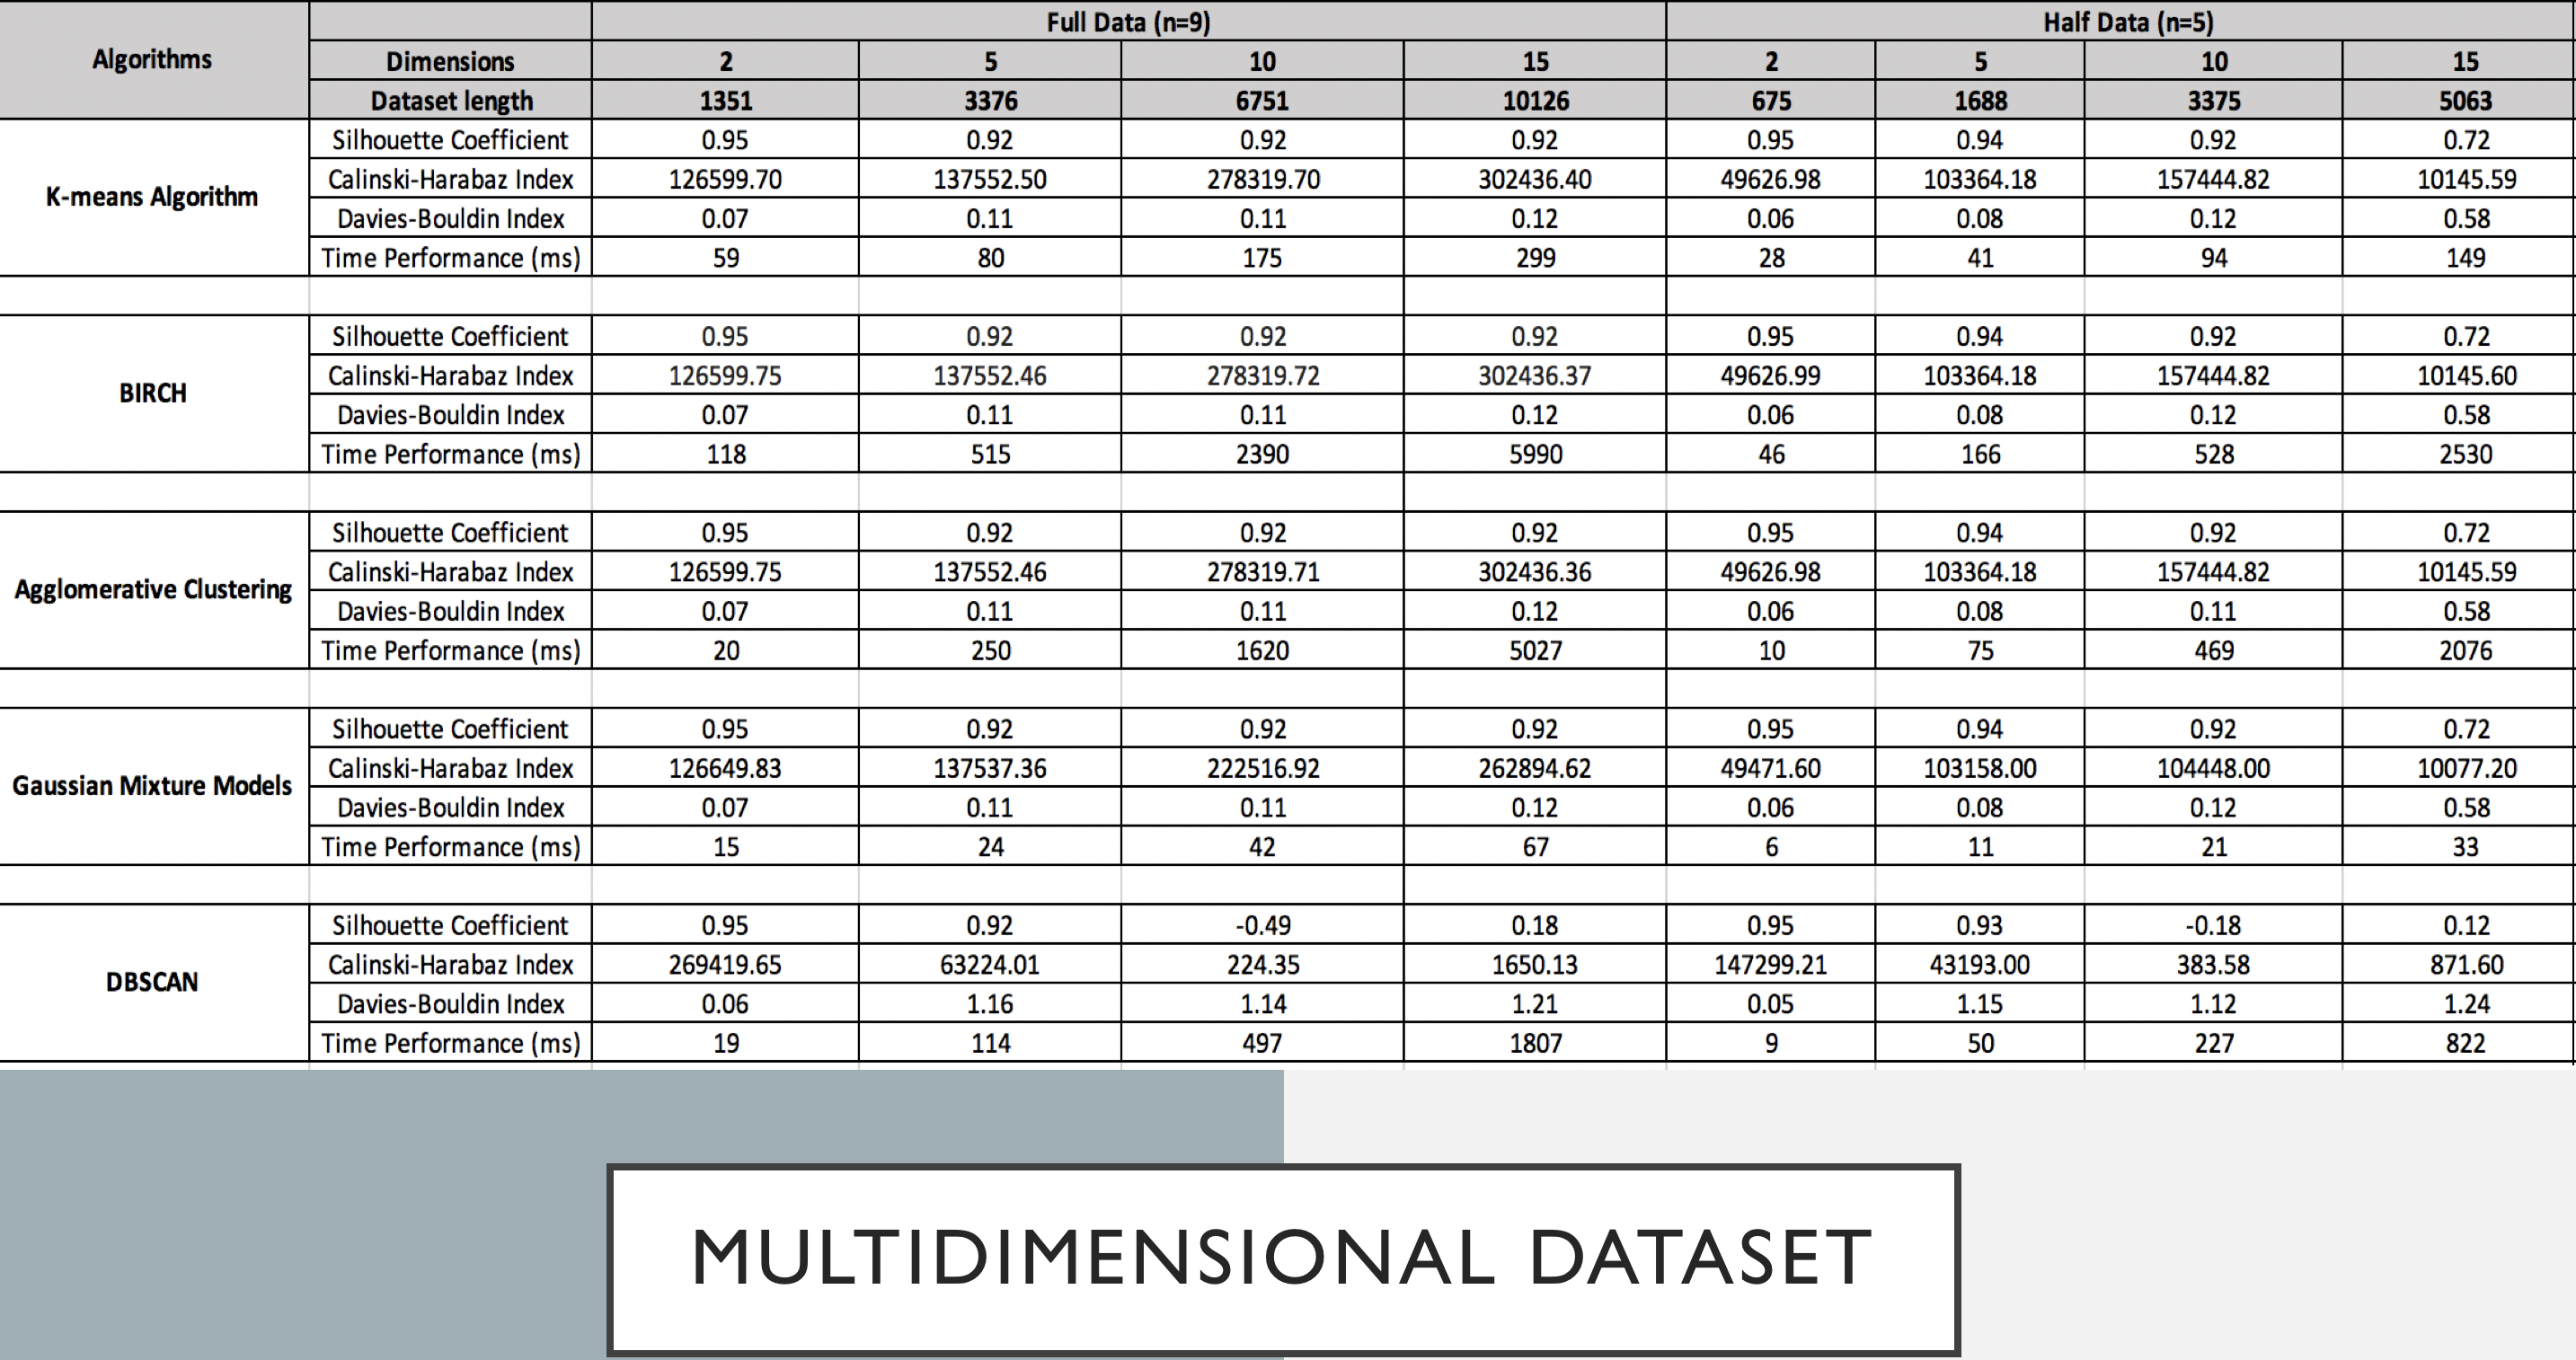 Algorithms Full Data (n=9) Half Data (n=5)
Dimensions 2 5 10 15 2 5 10 15
Dataset length 1351 3376 6751 10126 675 1688 3375 5063
K-means Algorithm
Silhouette Coefficient 0.95 0.92 0.92 0.92 0.95 0.94 0.92 0.72
Calinski-Harabaz Index 126599.70 137552.50 278319.70 302436.40 49626.98 103364.18 157444.82 10145.59
Davies-Bouldin Index 0.07 0.11 0.11 0.12 0.06 0.08 0.12 0.58
Time Performance (ms) 59 80 175 299 28 41 94 149
BIRCH
Silhouette Coefficient 0.95 0.92 0.92 0.92 0.95 0.94 0.92 0.72
Calinski-Harabaz Index 126599.75 137552.46 278319.72 302436.37 49626.99 103364.18 157444.82 10145.60
Davies-Bouldin Index 0.07 0.11 0.11 0.12 0.06 0.08 0.12 0.58
Time Performance (ms) 118 515 2390 5990 46 166 528 2530
Agglomerative Clustering
Silhouette Coefficient 0.95 0.92 0.92 0.92 0.95 0.94 0.92 0.72
Calinski-Harabaz Index 126599.75 137552.46 278319.71 302436.36 49626.98 103364.18 157444.82 10145.59
Davies-Bouldin Index 0.07 0.11 0.11 0.12 0.06 0.08 0.11 0.58
Time Performance (ms) 20 250 1620 5027 10 75 469 2076
Gaussian Mixture Models
Silhouette Coefficient 0.95 0.92 0.92 0.92 0.95 0.94 0.92 0.72
Calinski-Harabaz Index 126649.83 137537.36 222516.92 262894.62 49471.60 103158.00 104448.00 10077.20
Davies-Bouldin Index 0.07 0.11 0.11 0.12 0.06 0.08 0.12 0.58
Time Performance (ms) 15 24 42 67 6 11 21 33
DBSCAN
Silhouette Coefficient 0.95 0.92 -0.49 0.18 0.95 0.93 -0.18 0.12
Calinski-Harabaz Index 269419.65 63224.01 224.35 1650.13 147299.21 43193.00 383.58 871.60
Davies-Bouldin Index 0.06 1.16 1.14 1.21 0.05 1.15 1.12 1.24
Time Performance (ms) 19 114 497 1807 9 50 227 822
MULTIDIMENSIONAL DATASET